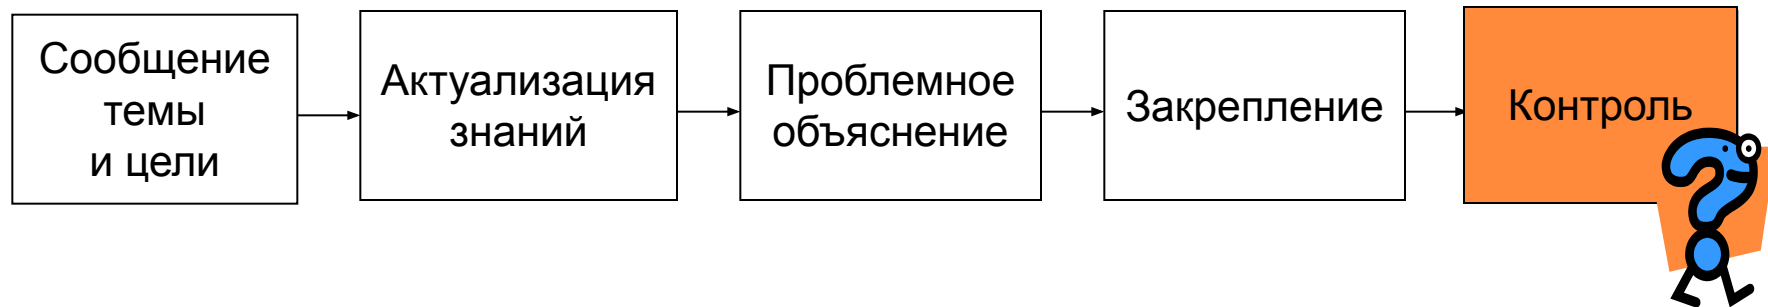 Сообщение
темы
и цели
Актуализация
знаний
Проблемное
объяснение
Закрепление
Контроль